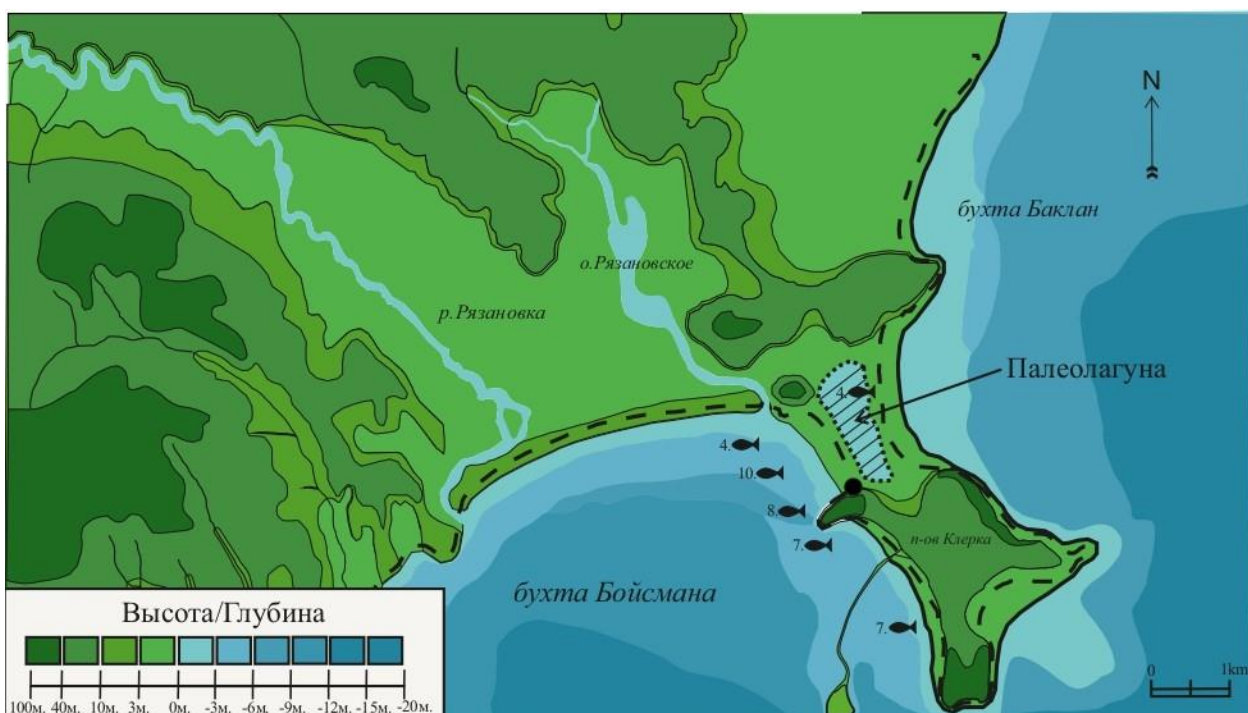 N
бухта Баклан
о.Рязановское
р.Рязановка
Палеолагуна
4.
4.
10.
8.
7.
п-ов Клерка
бухта Бойсмана
7.
Высота/Глубина
100м. 40м. 10м. 3м. 0м. -3м. -6м. -9м. -12м. -15м. -20м.
0 1km